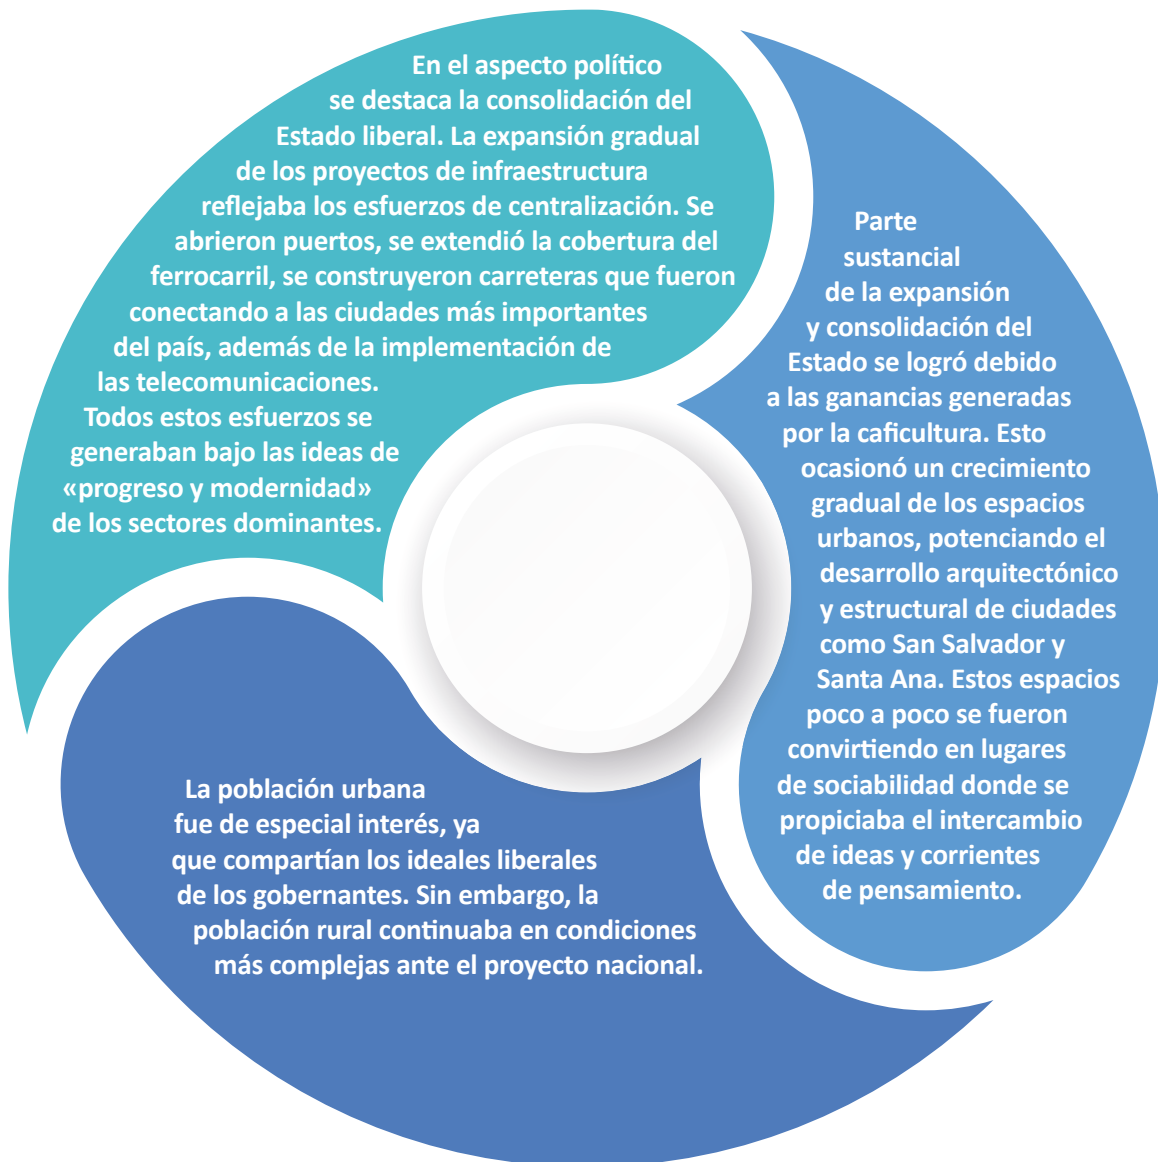 En el aspecto político
se destaca la consolidación del
Estado liberal. La expansión gradual
de los proyectos de infraestructura
reflejaba los esfuerzos de centralización. Se
abrieron puertos, se extendió la cobertura del
ferrocarril, se construyeron carreteras que fueron
conectando a las ciudades más importantes
del país, además de la implementación de
las telecomunicaciones.
Todos estos esfuerzos se
generaban bajo las ideas de
«progreso y modernidad»
de los sectores dominantes.
Parte
sustancial
de la expansión
y consolidación del
Estado se logró debido
a las ganancias generadas
por la caficultura. Esto
ocasionó un crecimiento
gradual de los espacios
urbanos, potenciando el
desarrollo arquitectónico
y estructural de ciudades
como San Salvador y
Santa Ana. Estos espacios
poco a poco se fueron
convirtiendo en lugares
de sociabilidad donde se
propiciaba el intercambio
de ideas y corrientes
de pensamiento.
La población urbana
fue de especial interés, ya
que compartían los ideales liberales
de los gobernantes. Sin embargo, la
población rural continuaba en condiciones
más complejas ante el proyecto nacional.